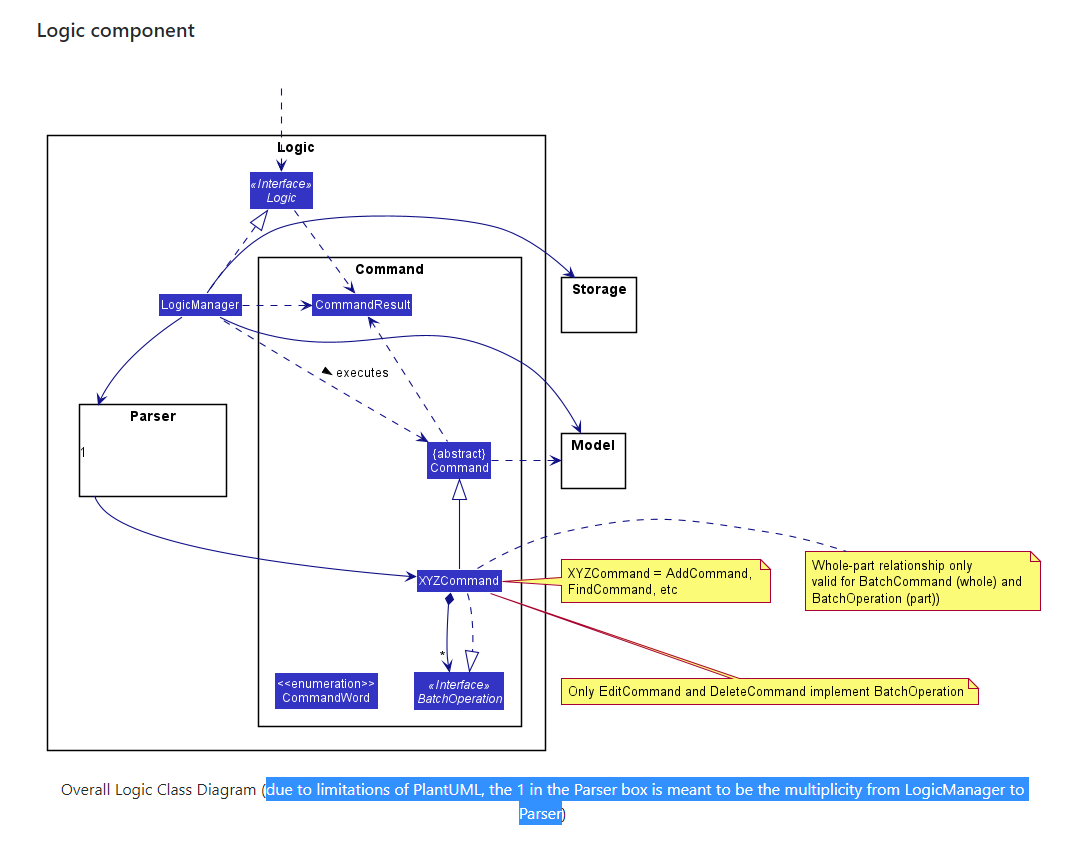 Logic component
Logic
«Interface»
Logic
Command
Storage
LogicManager
CommandResult
executes
Parser
1
{abstract}
Command
Model
XYZCommand
XYZCommand = AddCommand,
FindCommand, etc
Whole-part relationship only
valid for BatchCommand (whole) and
BatchOperation (part))
*
<<enumeration>>
CommandWord
«Interface»
BatchOperation
Only EditCommand and DeleteCommand implement BatchOperation
Overall Logic Class Diagram (due to limitations of PlantUML, the 1 in the Parser box is meant to be the multiplicity from LogicManager to
Parser)